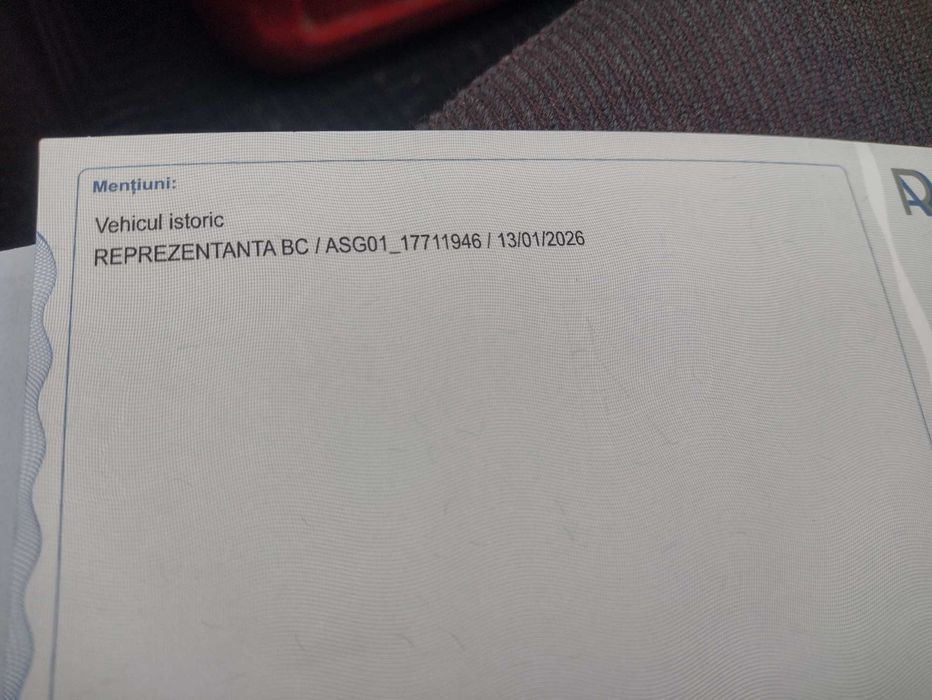 Mențiuni:
Vehicul istoric
REPREZENTANTA BC / ASG01_17711946 / 13/01/2026